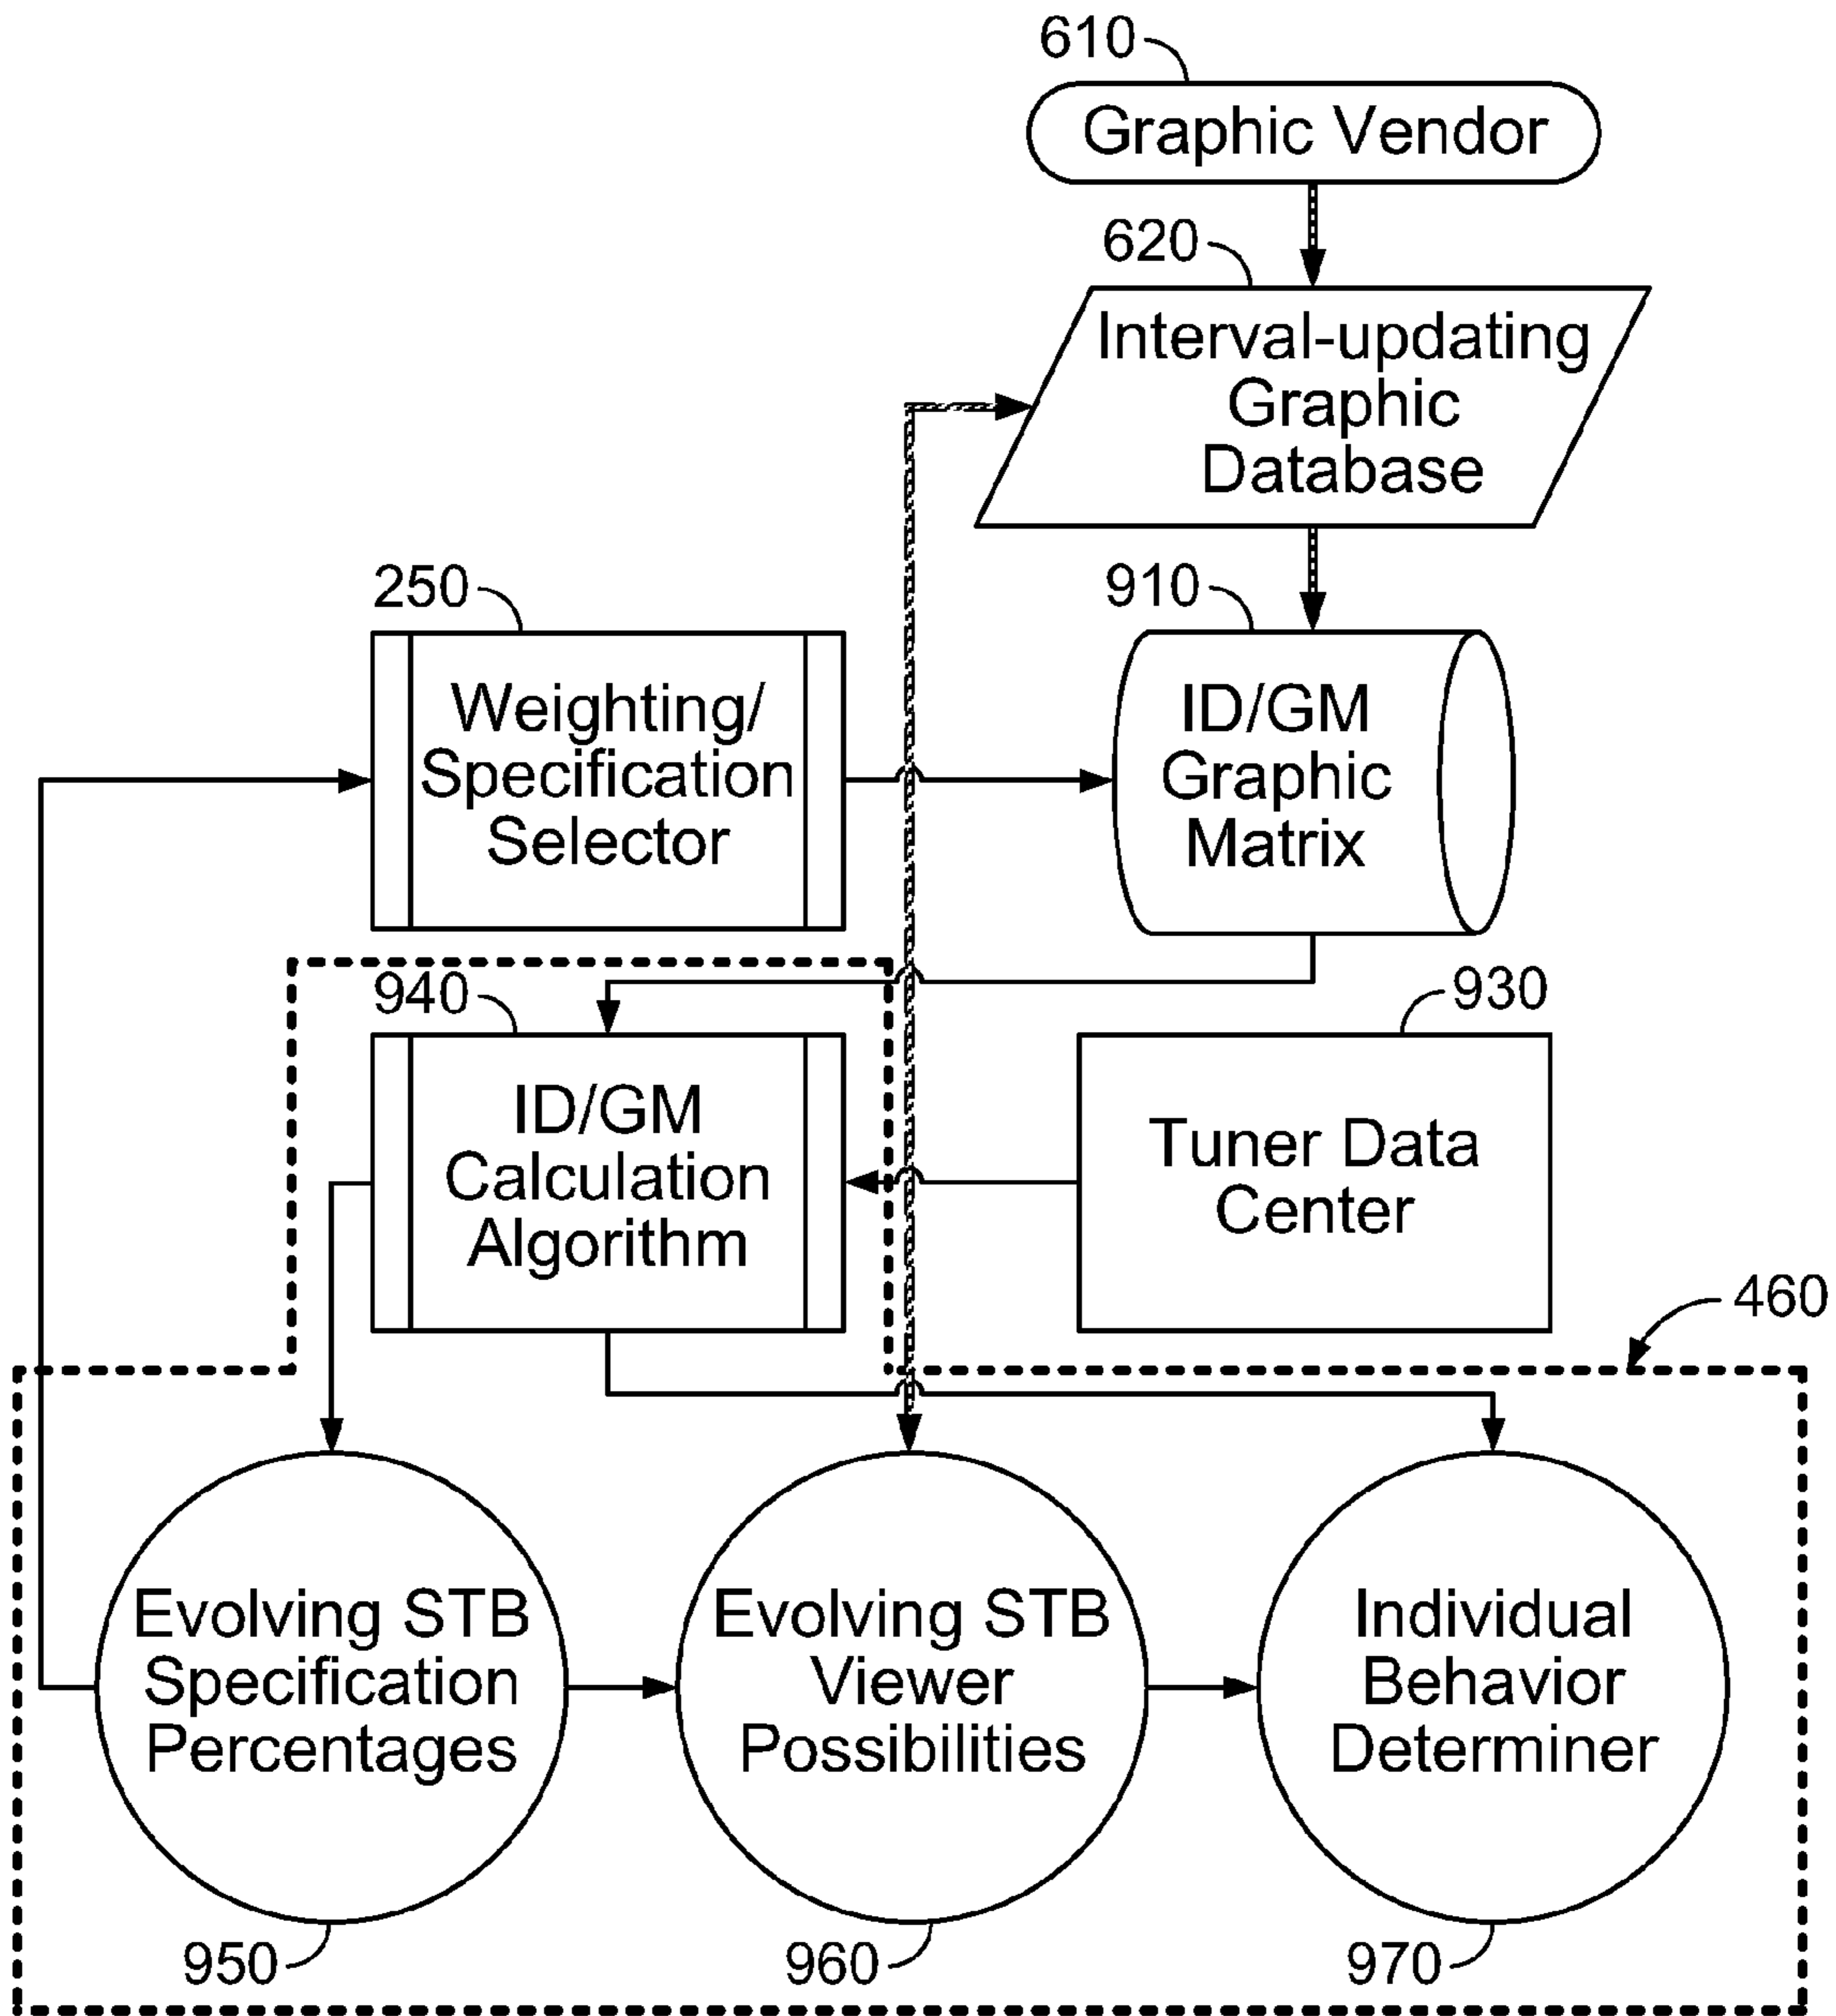 610
Graphic Vendor
620
Interval-updating
Graphic
Database
250
Weighting/
Specification
Selector
910
ID/GM
Graphic
Matrix
940
ID/GM
Calculation
Algorithm
930
Tuner Data
Center
460
Evolving STB
Specification
Percentages
950
Evolving STB
Viewer
Possibilities
960
Individual
Behavior
Determiner
970